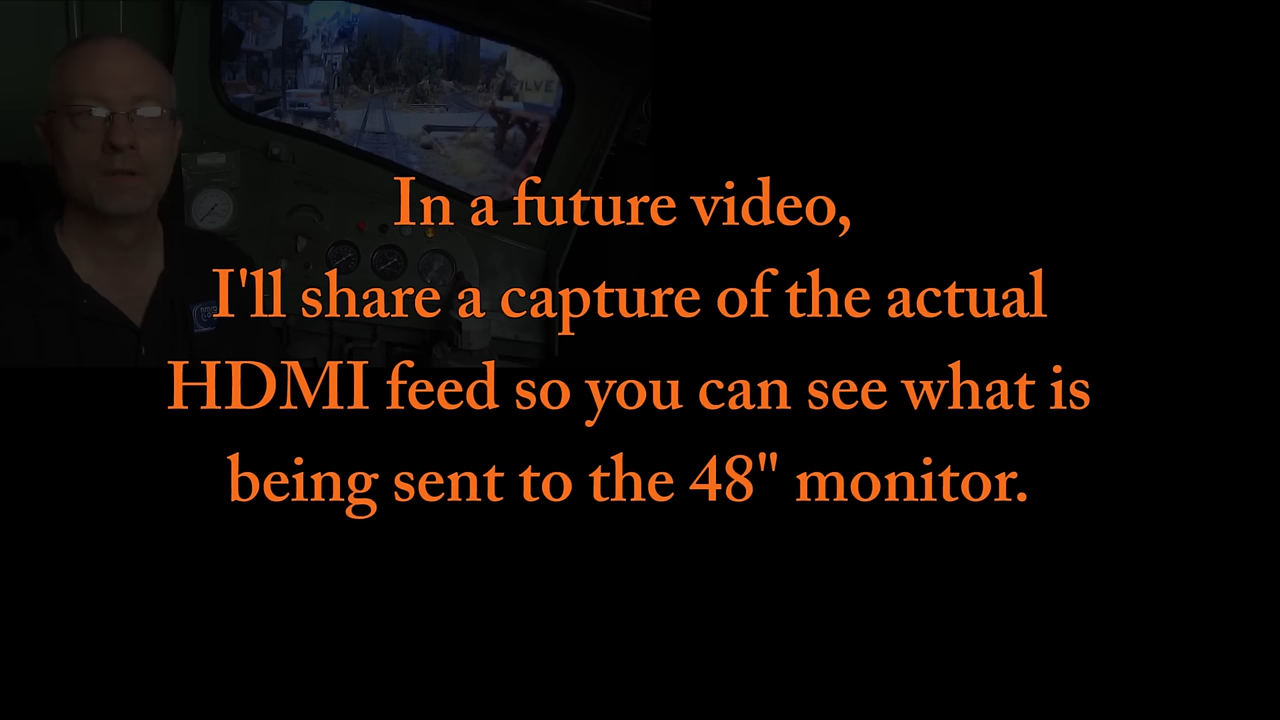 In a future video,
I'll share a capture of the actual
HDMI feed so you can see what is
being sent to the 48" monitor.